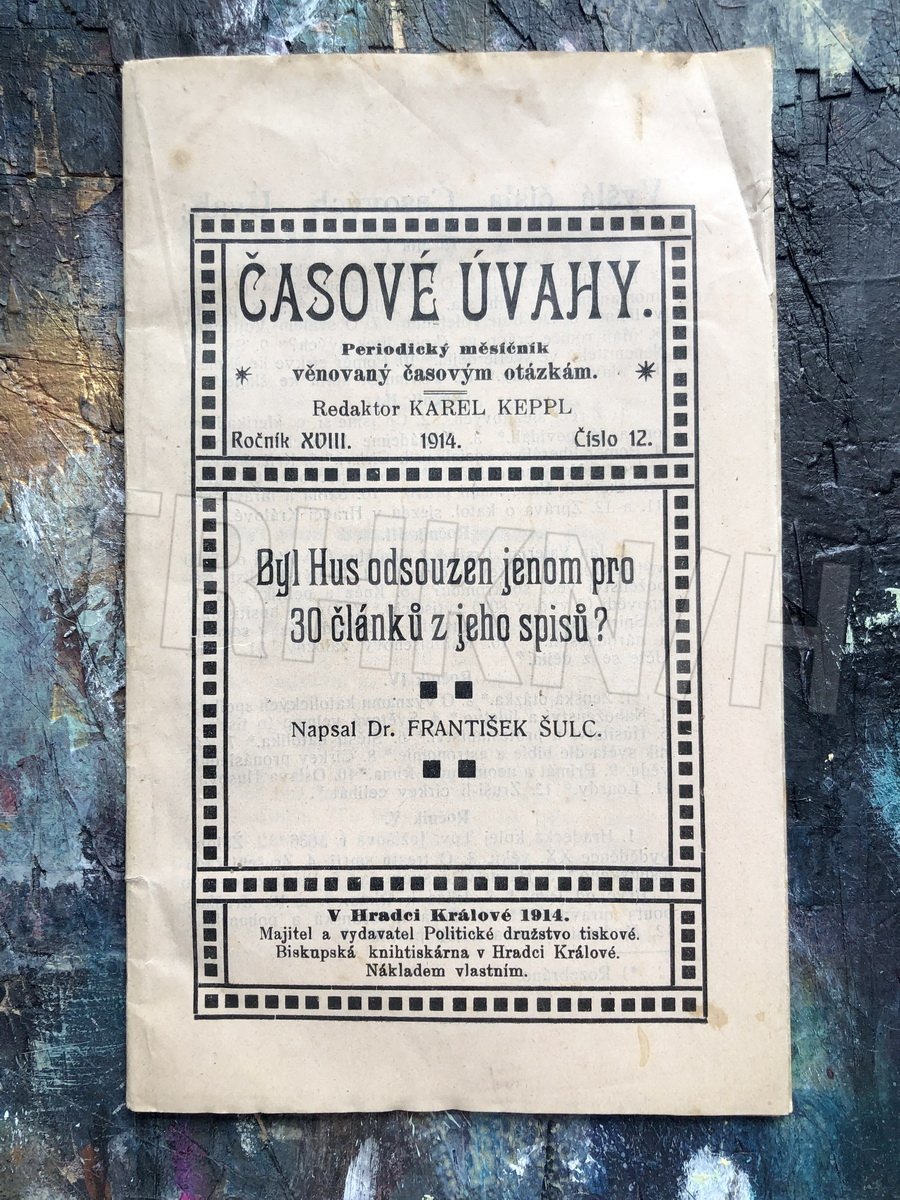 ČASOVÉ ÚVAHY.
Periodický měsíčník
věnovaný časovým otázkám.
Redaktor KAREL KEPPL
Ročník XVIII. 1914. Číslo 12.
Byl Hus odsouzen jenom pro
30 článků z jeho spisů?
Napsal Dr. FRANTIŠEK ŠULC.
V Hradci Králové 1914.
Majitel a vydavatel Politické družstvo tiskové.
Biskupská knihtiskárna v Hradci Králové.
Nákladem vlastním.